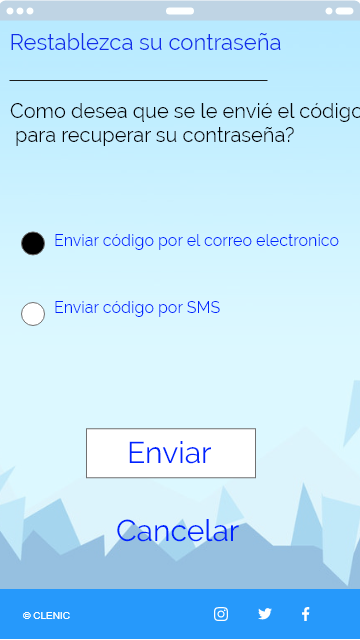 Restablezca su contraseña
Como desea que se le envié el código
para recuperar su contraseña?
Enviar código por el correo electronico
Enviar código por SMS
Enviar
Cancelar
© CLENIC